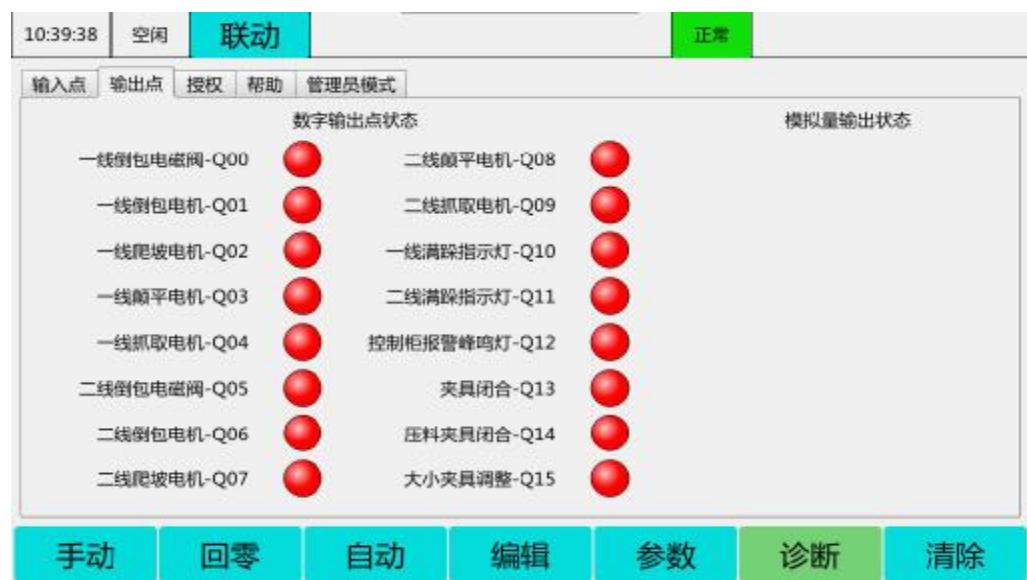 10:39:38 空闲 联动 正常
输入点 输出点 授权 帮助 管理员模式
数字输出点状态 模拟量输出状态
一线倒包电磁阀-Q00 二线颠平电机-Q08
一线倒包电机-Q01 二线抓取电机-Q09
一线爬坡电机-Q02 一线满跺指示灯-Q10
一线颠平电机-Q03 二线满跺指示灯-Q11
一线抓取电机-Q04 控制柜报警峰鸣灯-Q12
二线倒包电磁阀-Q05 夹具闭合-Q13
二线倒包电机-Q06 压料夹具闭合-Q14
二线爬坡电机-Q07 大小夹具调整-Q15
手动 回零 自动 编辑 参数 诊断 清除